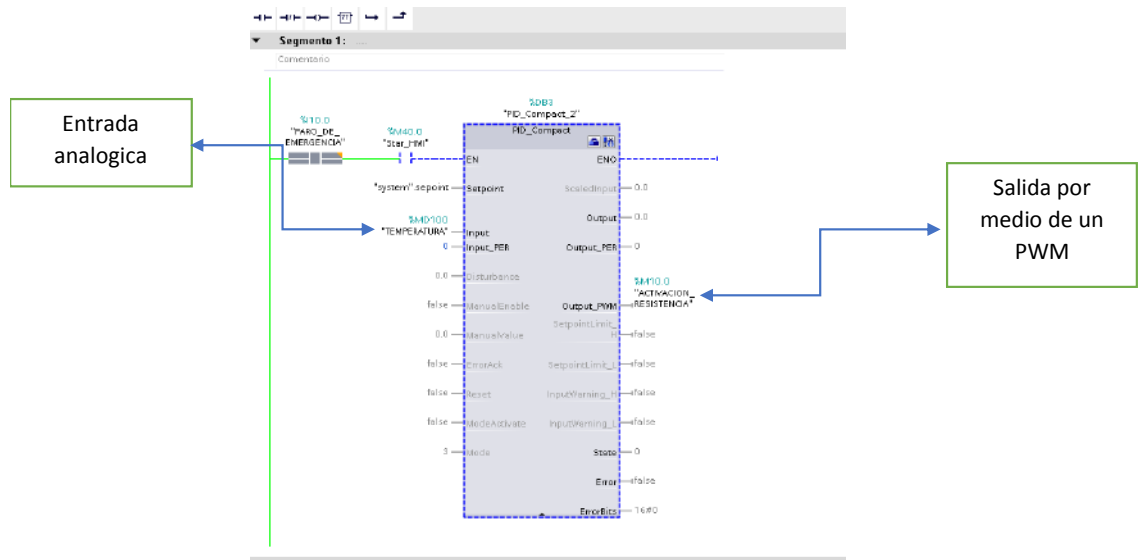 Segmento 1: ...
Comentario
Entrada
analogica
%I10.0
"PARO_DE_
EMERGENCIA"
%M40.0
"Star_HMI"
%DB3
"PID_Compact_2"
PID_Compact
EN
ENO
"system".sepoint
Setpoint
ScaledInput
0.0
Output
0.0
%MD100
"TEMPERATURA"
Input
0
Input_PER
Output_PER
0
0.0
Disturbance
%M10.0
"ACTIVACION_
RESISTENCIA"
false
ManualEnable
Output_PWM
0.0
ManualValue
SetpointLimit_
H
false
false
ErrorAck
SetpointLimit_L
false
false
Reset
InputWarning_H
false
false
ModeActivate
InputWarning_L
false
3
Mode
State
0
Error
false
ErrorBits
16#0
Salida por
medio de un
PWM